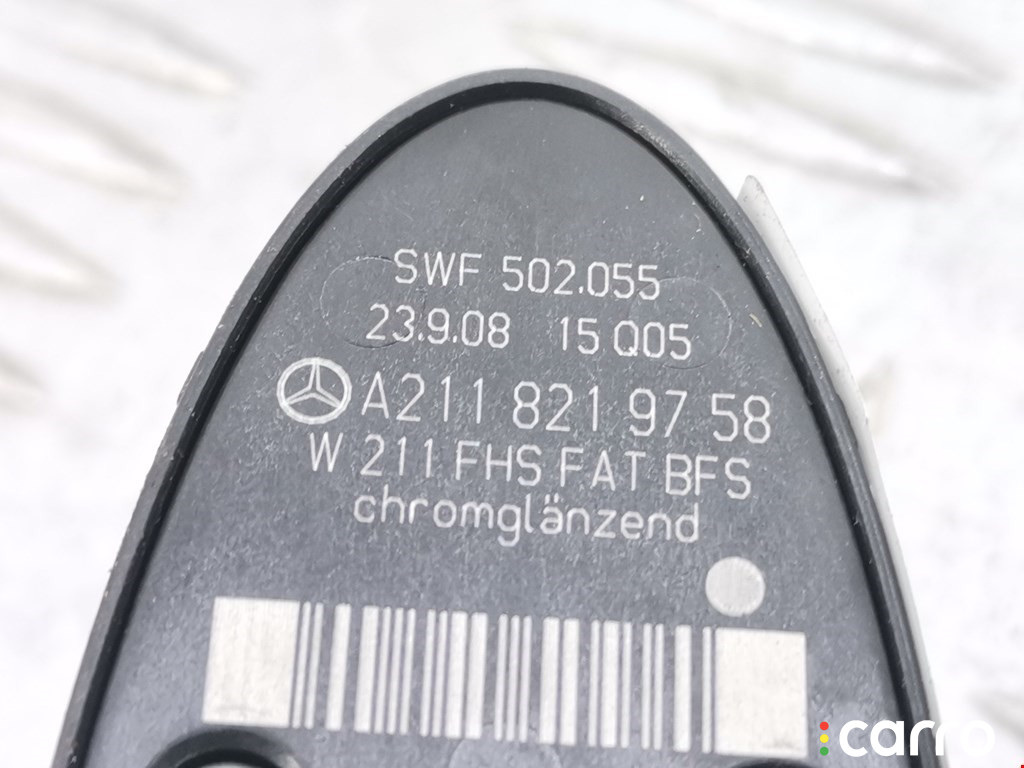 SWF 502.055
23.9.08 15 Q05
A211 821 97 58
W 211 FHS FAT BFS
chromglänzend
carro